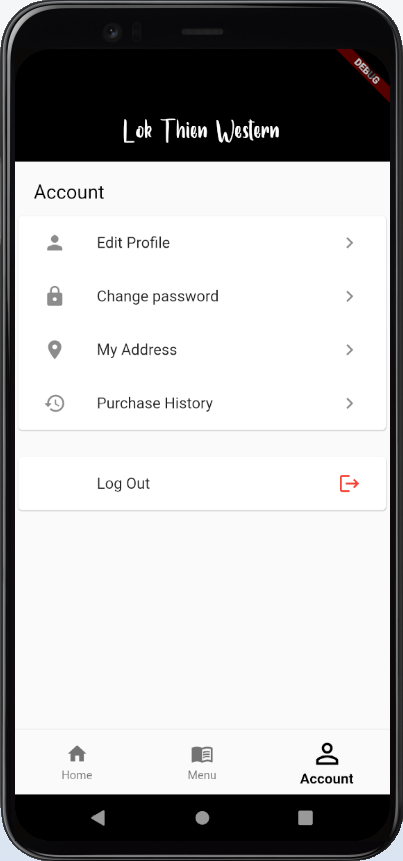 DEBUG
Lok Thien Western
Account
Edit Profile
Change password
My Address
Purchase History
Log Out
Home
Menu
Account